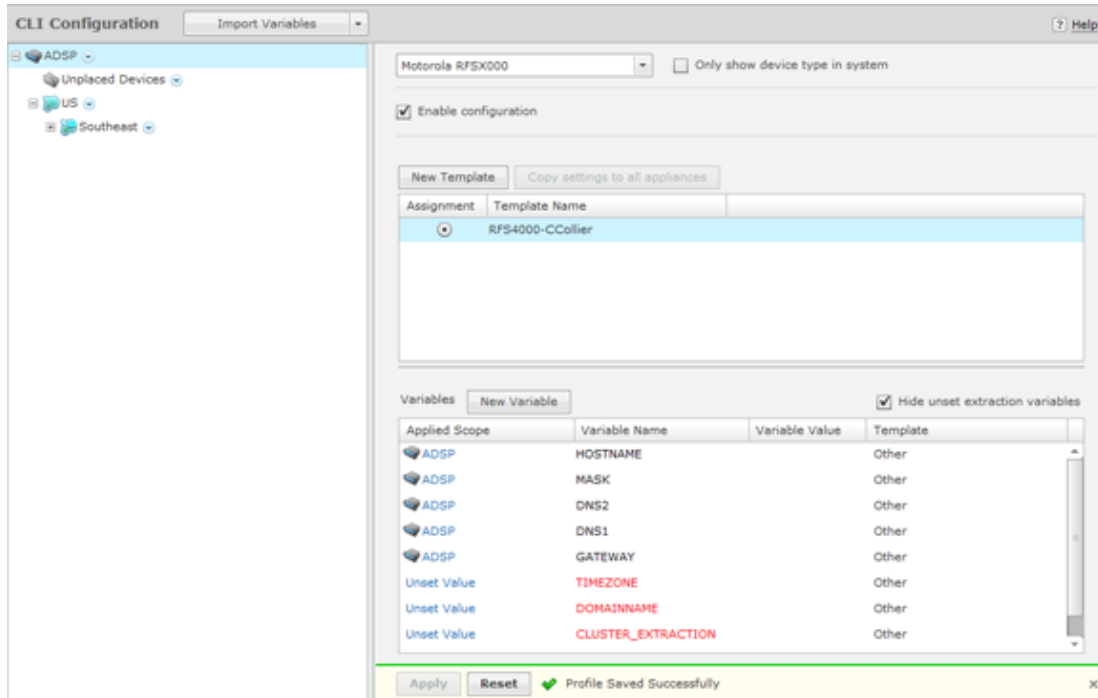 CLI Configuration
Import Variables
? Help
ADSP
Unplaced Devices
US
Southeast
Motorola RFSX000
Only show device type in system
Enable configuration
New Template
Copy settings to all appliances
Assignment Template Name
RFS4000-CCollier
Variables
New Variable
Hide unset extraction variables
Applied Scope Variable Name Variable Value Template
ADSP HOSTNAME Other
ADSP MASK Other
ADSP DNS2 Other
ADSP DNS1 Other
ADSP GATEWAY Other
Unset Value TIMEZONE Other
Unset Value DOMAINNAME Other
Unset Value CLUSTER_EXTRACTION Other
Apply
Reset
Profile Saved Successfully